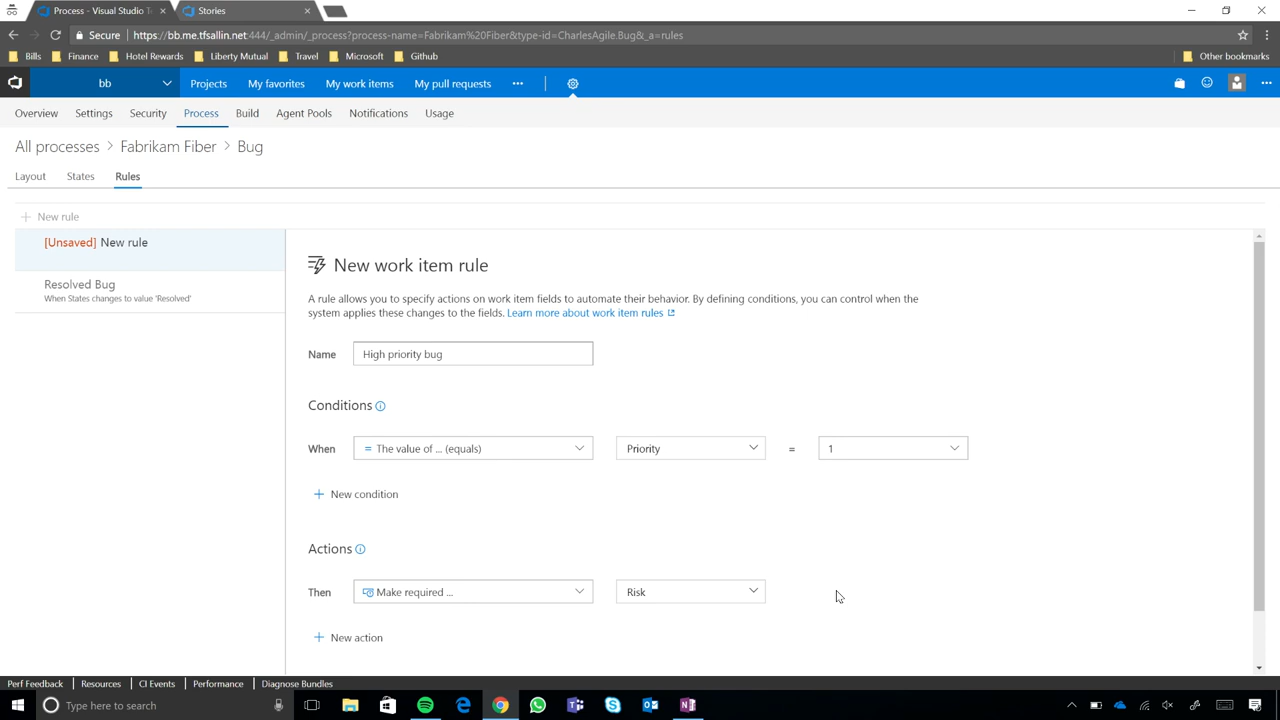 Process - Visual Studio T
Stories
Secure
https://bb.me.tfsallin.net:444/_admin/_process?process-name=Fabrikam%20Fiber&type-id=CharlesAgile.Bug&_a=rules
Bills
Finance
Hotel Rewards
Liberty Mutual
Travel
Microsoft
Github
Other bookmarks
bb
Projects
My favorites
My work items
My pull requests
Overview
Settings
Security
Process
Build
Agent Pools
Notifications
Usage
All processes > Fabrikam Fiber > Bug
Layout
States
Rules
+ New rule
[Unsaved] New rule
Resolved Bug
When States changes to value 'Resolved'
New work item rule
A rule allows you to specify actions on work item fields to automate their behavior. By defining conditions, you can control when the
system applies these changes to the fields. Learn more about work item rules
Name
High priority bug
Conditions
When
= The value of ... (equals)
Priority
=
1
+ New condition
Actions
Then
Make required ...
Risk
+ New action
Perf Feedback
Resources
CI Events
Performance
Diagnose Bundles
Type here to search